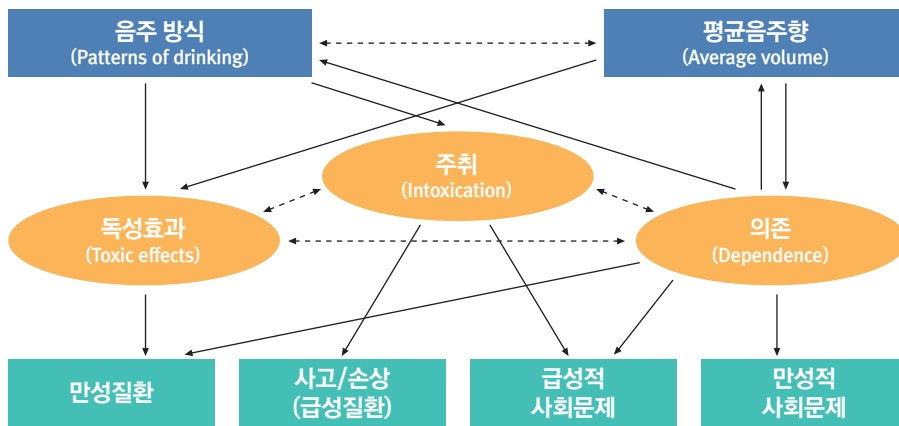 음주 방식
(Patterns of drinking)
평균음주향
(Average volume)
주취
(Intoxication)
독성효과
(Toxic effects)
의존
(Dependence)
만성질환
사고/손상
(급성질환)
급성적
사회문제
만성적
사회문제